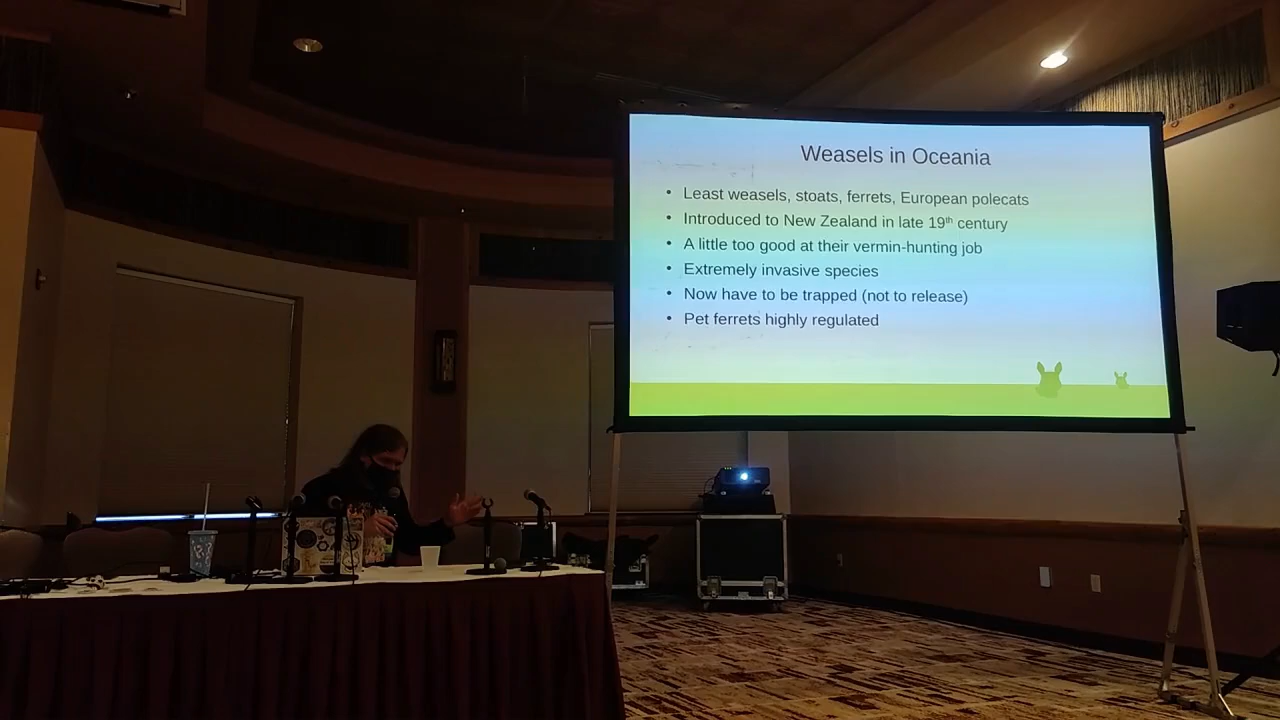 Weasels in Oceania
• Least weasels, stoats, ferrets, European polecats
• Introduced to New Zealand in late 19th century
• A little too good at their vermin-hunting job
• Extremely invasive species
• Now have to be trapped (not to release)
• Pet ferrets highly regulated